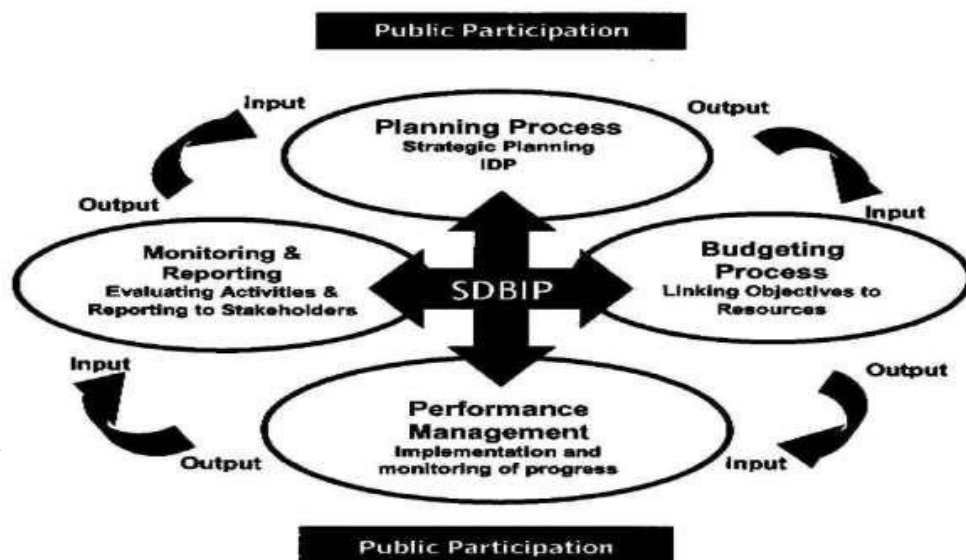 Public Participation
Input
Output
Planning Process
Strategic Planning
IDP
Output
Input
Monitoring &
Reporting
Evaluating Activities &
Reporting to Stakeholders
SDBIP
Budgeting
Process
Linking Objectives to
Resources
Input
Output
Performance
Management
Implementation and
monitoring of progress
Output
Input
Public Participation